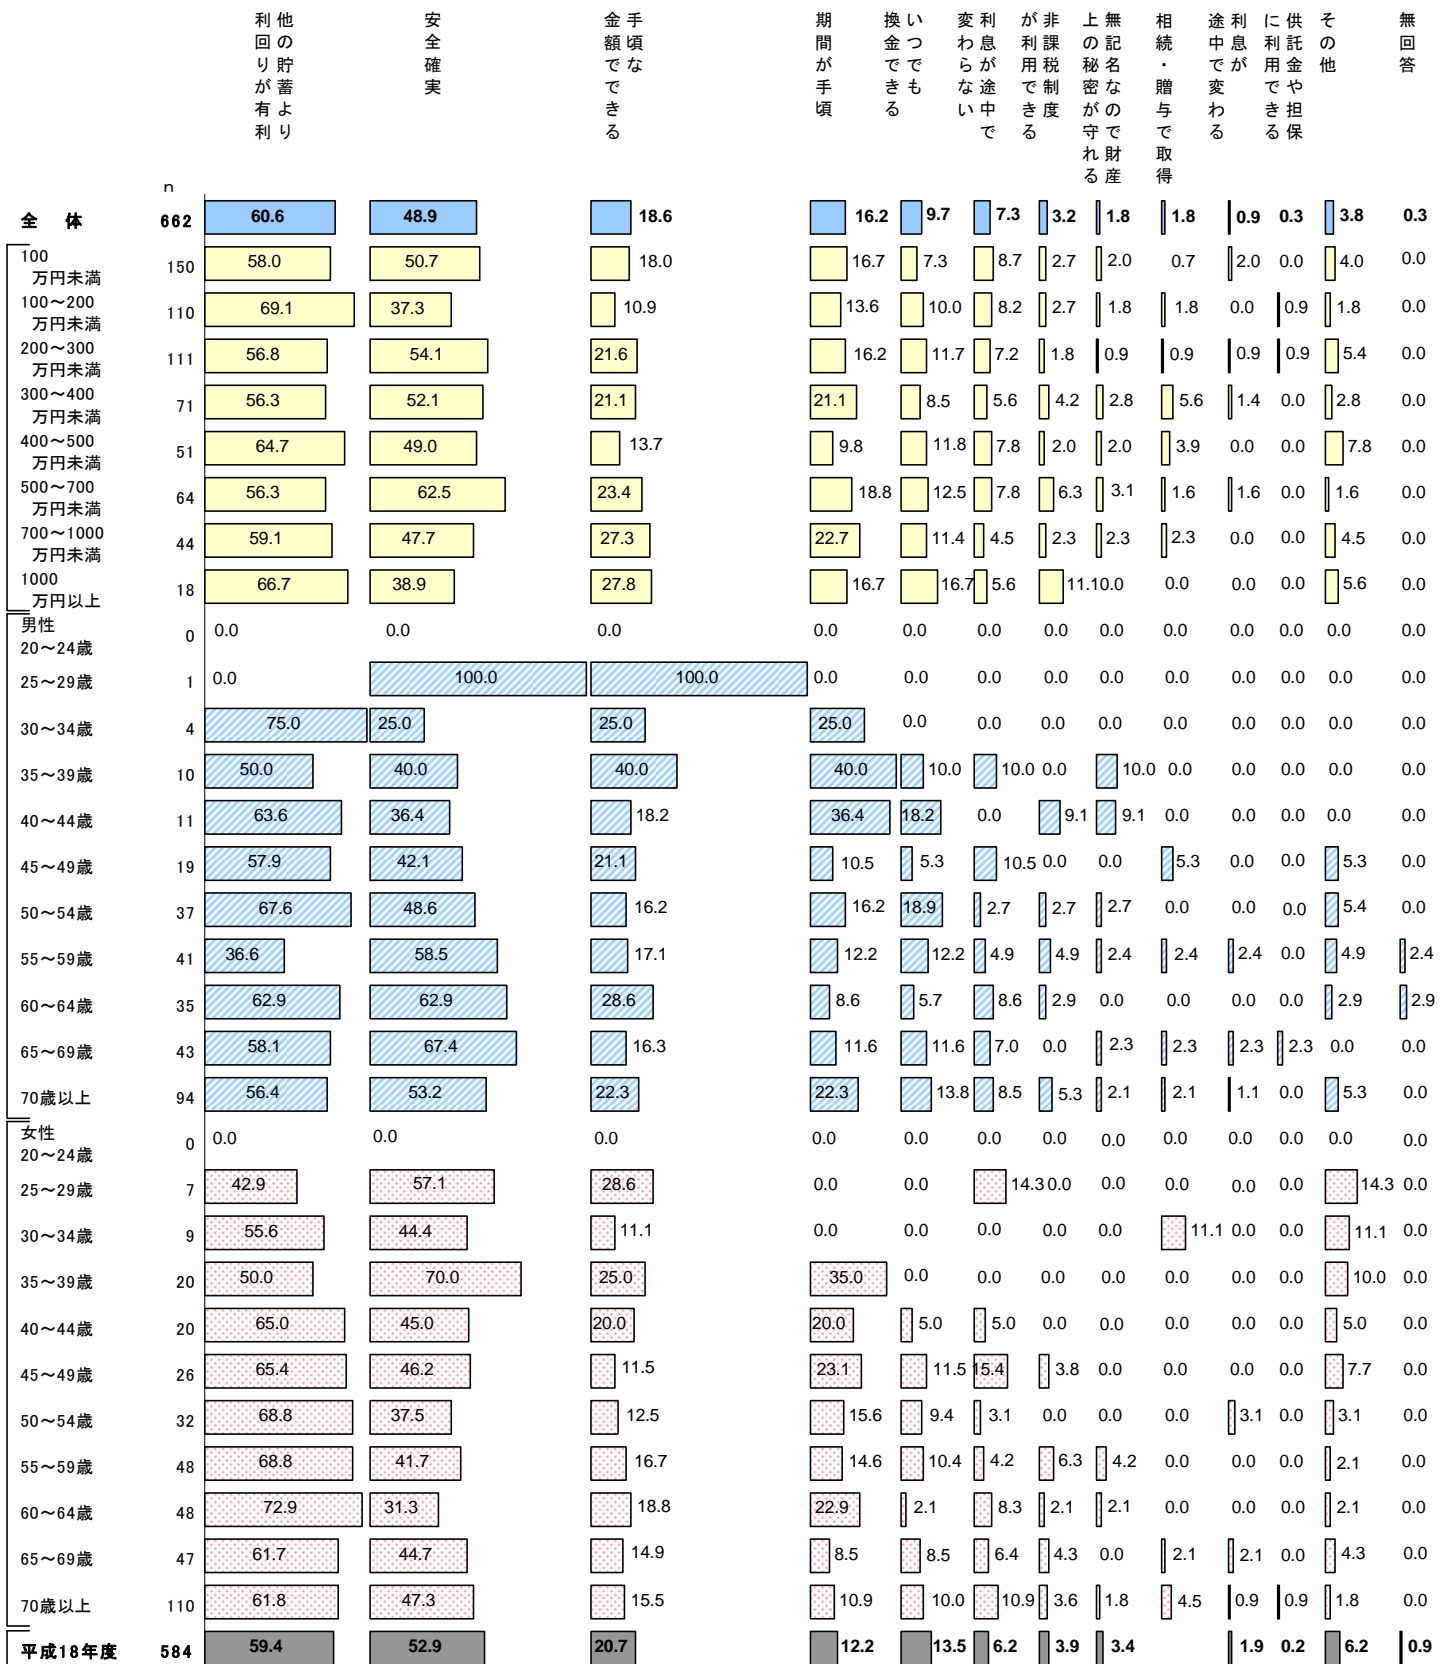 他の貯蓄より利回りが有利
安全確実
手頃な金額でできる
期間が手頃
いつでも換金できる
利息が途中で変わらない
非課税制度が利用できる
無記名なので財産上の秘密が守れる
相続・贈与で取得
利息が途中で変わる
供託金や担保に利用できる
その他
無回答
n
全 体 662 60.6 48.9 18.6 16.2 9.7 7.3 3.2 1.8 1.8 0.9 0.3 3.8 0.3
100
万円未満 150 58.0 50.7 18.0 16.7 7.3 8.7 2.7 2.0 0.7 2.0 0.0 4.0 0.0
100~200
万円未満 110 69.1 37.3 10.9 13.6 10.0 8.2 2.7 1.8 1.8 0.0 0.9 1.8 0.0
200~300
万円未満 111 56.8 54.1 21.6 16.2 11.7 7.2 1.8 0.9 0.9 0.9 0.9 5.4 0.0
300~400
万円未満 71 56.3 52.1 21.1 21.1 8.5 5.6 4.2 2.8 5.6 1.4 0.0 2.8 0.0
400~500
万円未満 51 64.7 49.0 13.7 9.8 11.8 7.8 2.0 2.0 3.9 0.0 0.0 7.8 0.0
500~700
万円未満 64 56.3 62.5 23.4 18.8 12.5 7.8 6.3 3.1 1.6 1.6 0.0 1.6 0.0
700~1000
万円未満 44 59.1 47.7 27.3 22.7 11.4 4.5 2.3 2.3 2.3 0.0 0.0 4.5 0.0
1000
万円以上 18 66.7 38.9 27.8 16.7 16.7 5.6 11.1 0.0 0.0 0.0 0.0 5.6 0.0
男性
20~24歳 0 0.0 0.0 0.0 0.0 0.0 0.0 0.0 0.0 0.0 0.0 0.0 0.0 0.0
25~29歳 1 0.0 100.0 100.0 0.0 0.0 0.0 0.0 0.0 0.0 0.0 0.0 0.0 0.0
30~34歳 4 75.0 25.0 25.0 25.0 0.0 0.0 0.0 0.0 0.0 0.0 0.0 0.0 0.0
35~39歳 10 50.0 40.0 40.0 40.0 10.0 10.0 0.0 10.0 0.0 0.0 0.0 0.0 0.0
40~44歳 11 63.6 36.4 18.2 36.4 18.2 0.0 9.1 9.1 0.0 0.0 0.0 0.0 0.0
45~49歳 19 57.9 42.1 21.1 10.5 5.3 10.5 0.0 0.0 5.3 0.0 0.0 5.3 0.0
50~54歳 37 67.6 48.6 16.2 16.2 18.9 2.7 2.7 2.7 0.0 0.0 0.0 5.4 0.0
55~59歳 41 36.6 58.5 17.1 12.2 12.2 4.9 4.9 2.4 2.4 2.4 0.0 4.9 2.4
60~64歳 35 62.9 62.9 28.6 8.6 5.7 8.6 2.9 0.0 0.0 0.0 0.0 2.9 2.9
65~69歳 43 58.1 67.4 16.3 11.6 11.6 7.0 0.0 2.3 2.3 2.3 2.3 0.0 0.0
70歳以上 94 56.4 53.2 22.3 22.3 13.8 8.5 5.3 2.1 2.1 1.1 0.0 5.3 0.0
女性
20~24歳 0 0.0 0.0 0.0 0.0 0.0 0.0 0.0 0.0 0.0 0.0 0.0 0.0 0.0
25~29歳 7 42.9 57.1 28.6 0.0 0.0 14.3 0.0 0.0 0.0 0.0 0.0 14.3 0.0
30~34歳 9 55.6 44.4 11.1 0.0 0.0 0.0 0.0 0.0 11.1 0.0 0.0 11.1 0.0
35~39歳 20 50.0 70.0 25.0 35.0 0.0 0.0 0.0 0.0 0.0 0.0 0.0 10.0 0.0
40~44歳 20 65.0 45.0 20.0 20.0 5.0 5.0 0.0 0.0 0.0 0.0 0.0 5.0 0.0
45~49歳 26 65.4 46.2 11.5 23.1 11.5 15.4 3.8 0.0 0.0 0.0 0.0 7.7 0.0
50~54歳 32 68.8 37.5 12.5 15.6 9.4 3.1 0.0 0.0 0.0 3.1 0.0 3.1 0.0
55~59歳 48 68.8 41.7 16.7 14.6 10.4 4.2 6.3 4.2 0.0 0.0 0.0 2.1 0.0
60~64歳 48 72.9 31.3 18.8 22.9 2.1 8.3 2.1 2.1 0.0 0.0 0.0 2.1 0.0
65~69歳 47 61.7 44.7 14.9 8.5 8.5 6.4 4.3 0.0 2.1 2.1 0.0 4.3 0.0
70歳以上 110 61.8 47.3 15.5 10.9 10.0 10.9 3.6 1.8 4.5 0.9 0.9 1.8 0.0
平成18年度 584 59.4 52.9 20.7 12.2 13.5 6.2 3.9 3.4 1.9 0.2 6.2 0.9